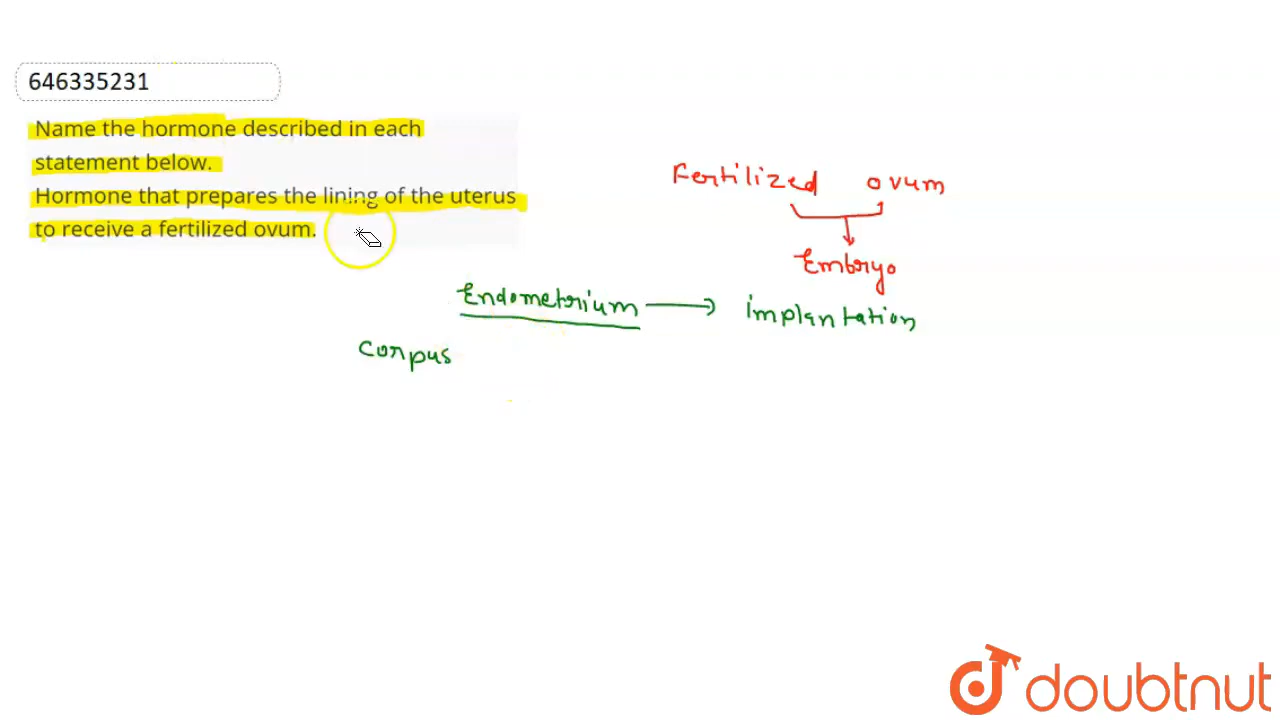 646335231
Name the hormone described in each
statement below.
Hormone that prepares the lining of the uterus
to receive a fertilized ovum.
Fertilized ovum
Embryo
Endometrium → implantation
Corpus
doubtnut